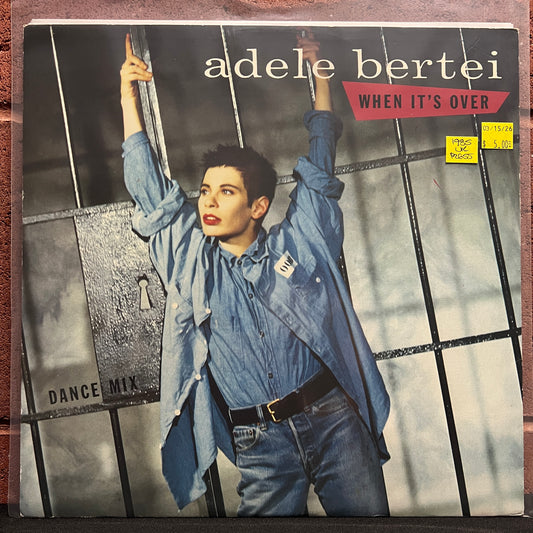 adele bertei
WHEN IT'S OVER
03/15/26
$ 5.00
1985
UK
PRESS
DANCE MIX